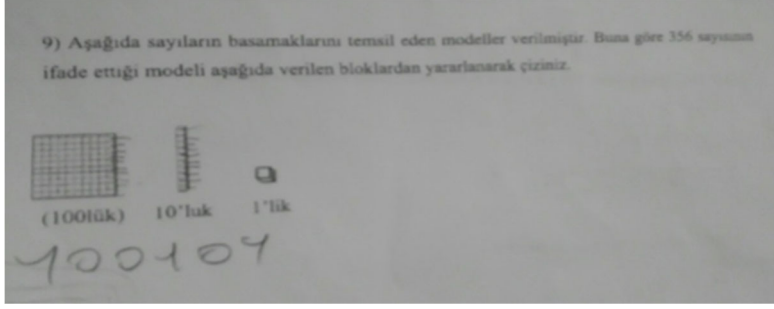 9) Aşağıda sayıların basamaklarını temsil eden modeller verilmiştir. Buna göre 356 sayısının
ifade ettiği modeli aşağıda verilen bloklardan yararlanarak çiziniz.
(100lük) 10'luk 1'lik
100101